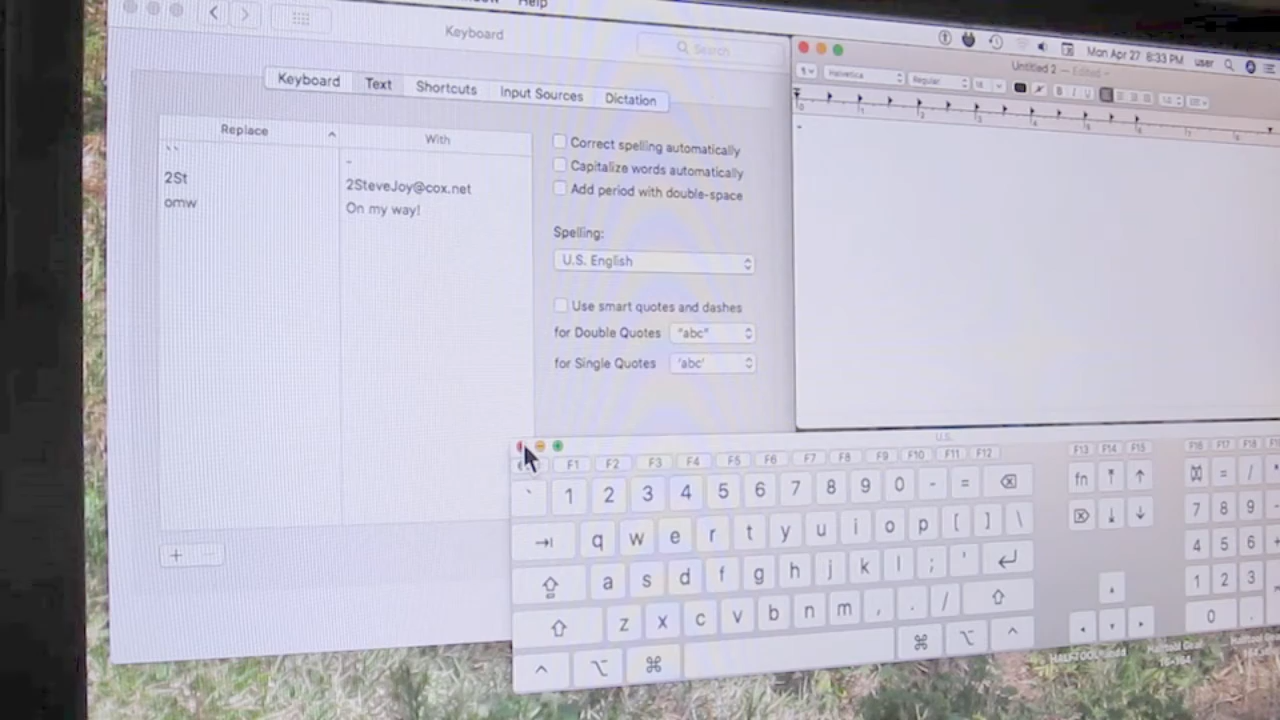 Help
Keyboard
Search
Mon Apr 27 8:33 PM user
Untitled 2 — Edited
Helvetica
Regular
Keyboard Text Shortcuts Input Sources Dictation
Replace With
`` -
2St 2SteveJoy@cox.net
omw On my way!
Correct spelling automatically
Capitalize words automatically
Add period with double-space
Spelling:
U.S. English
Use smart quotes and dashes
for Double Quotes "abc"
for Single Quotes 'abc'
+ -
-
U.S.
F1 F2 F3 F4 F5 F6 F7 F8 F9 F10 F11 F12 F13 F14 F15 F16 F17 F18
` 1 2 3 4 5 6 7 8 9 0 - = fn = /
q w e r t y u i o p [ ] \ 7 8 9 -
a s d f g h j k l ; ' 4 5 6 +
z x c v b n m , . / 1 2 3
0 .